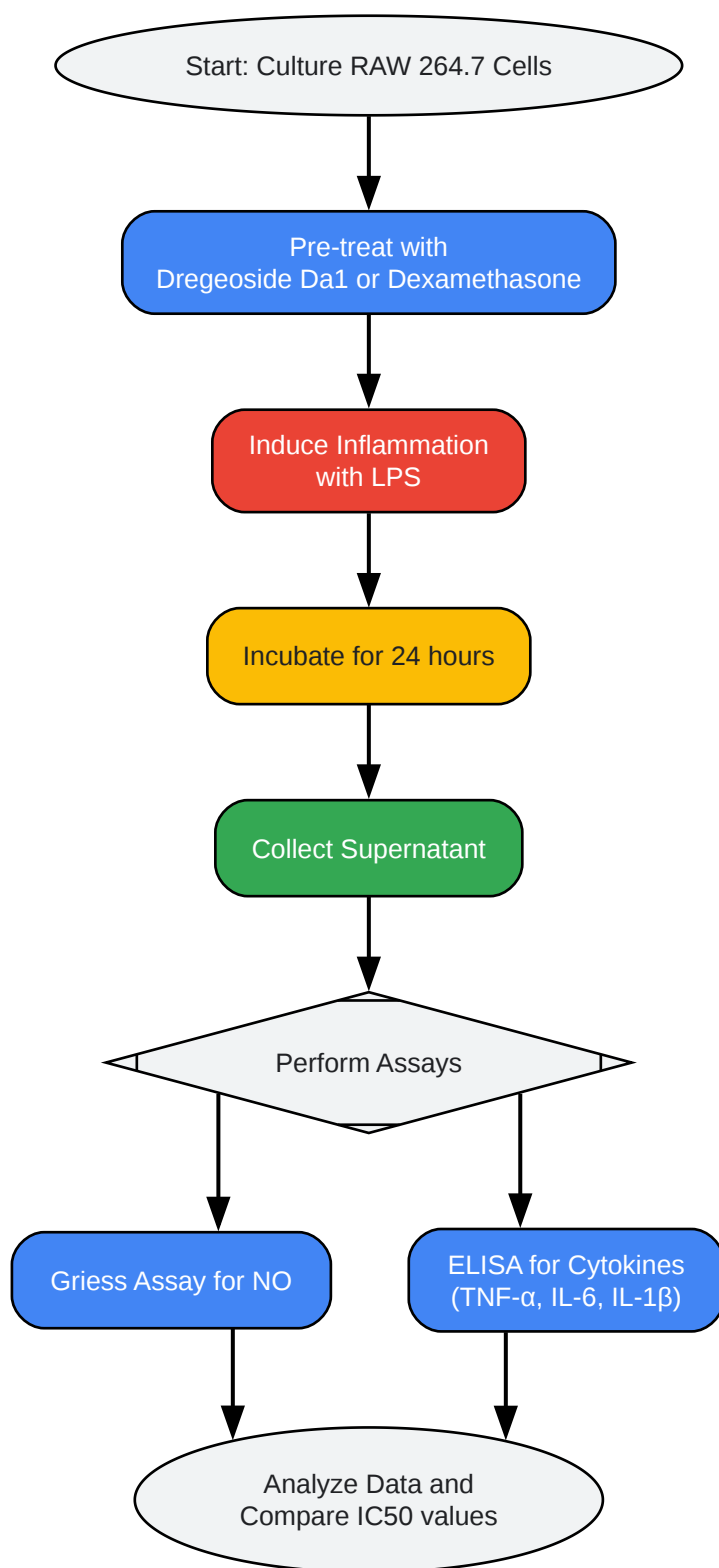 Start: Culture RAW 264.7 Cells
Pre-treat with
Dregeoside Da1 or Dexamethasone
Induce Inflammation
with LPS
Incubate for 24 hours
Collect Supernatant
Perform Assays
Griess Assay for NO
ELISA for Cytokines
(TNF-α, IL-6, IL-1β)
Analyze Data and
Compare IC50 values